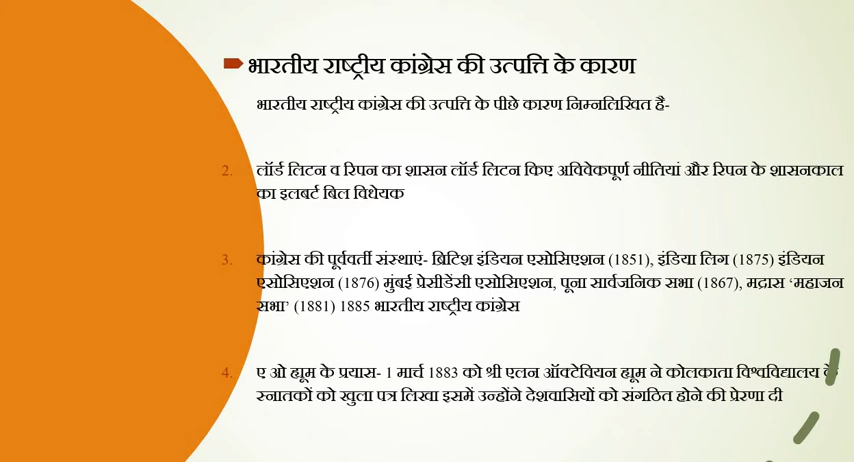 भारतीय राष्ट्रीय कांग्रेस की उत्पत्ति के कारण
भारतीय राष्ट्रीय कांग्रेस की उत्पत्ति के पीछे कारण निम्नलिखित है-
2. लॉर्ड लिटन व रिपन का शासन लॉर्ड लिटन किए अविवेकपूर्ण नीतियां और रिपन के शासनकाल
का इलबर्ट बिल विधेयक
3. कांग्रेस की पूर्ववर्ती संस्थाएं- ब्रिटिश इंडियन एसोसिएशन (1851), इंडिया लिग (1875) इंडियन
एसोसिएशन (1876) मुंबई प्रेसीडेंसी एसोसिएशन, पूना सार्वजनिक सभा (1867), मद्रास ‘महाजन
सभा’ (1881) 1885 भारतीय राष्ट्रीय कांग्रेस
4. ए ओ ह्यूम के प्रयास- 1 मार्च 1883 को श्री एलन ऑक्टेवियन ह्यूम ने कोलकाता विश्वविद्यालय के
स्नातकों को खुला पत्र लिखा इसमें उन्होंने देशवासियों को संगठित होने की प्रेरणा दी